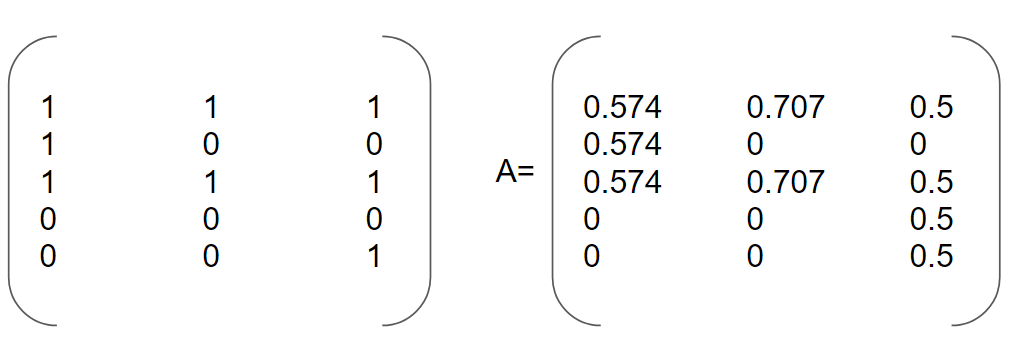 1 1 1 0.574 0.707 0.5
1 0 0 0.574 0 0
1 1 1 A= 0.574 0.707 0.5
0 0 0 0 0 0.5
0 0 1 0 0 0.5